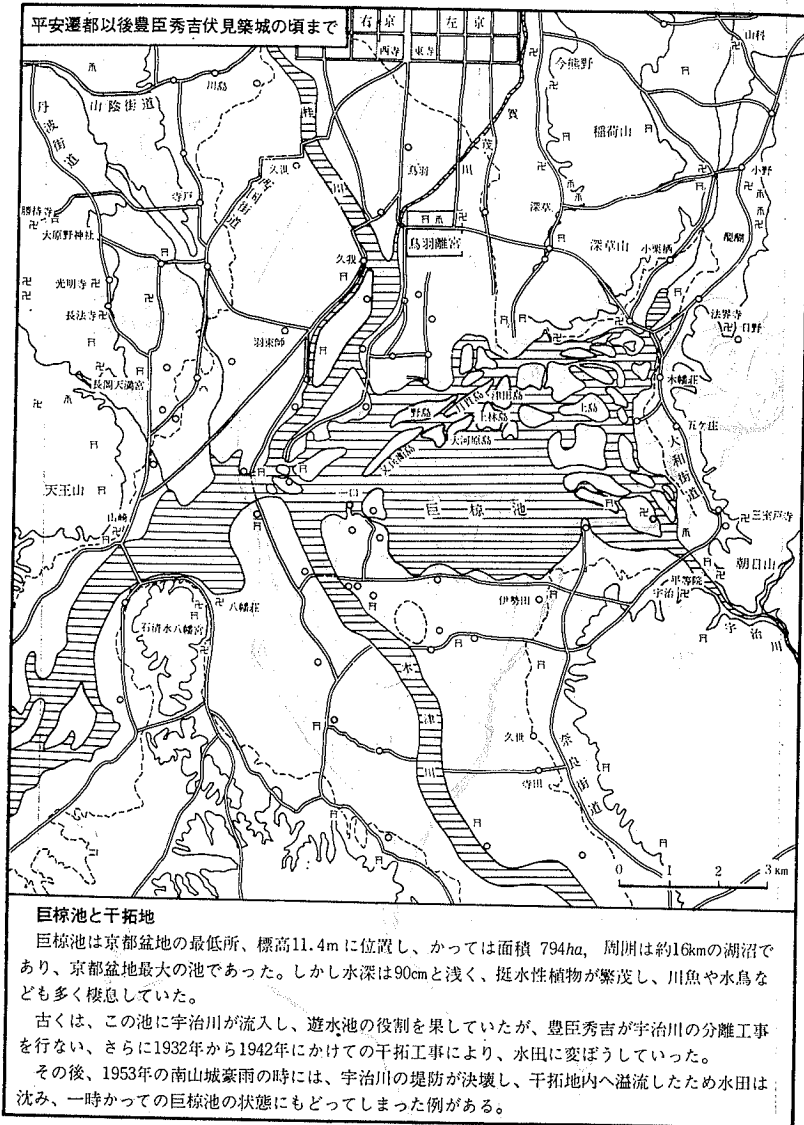 平安遷都以後豊臣秀吉伏見築城の頃まで
右京
左京
西寺
東寺
山科
今熊野
川島
山陰街道
丹波街道
桂川
賀茂川
稲荷山
久世
鳥羽
西国街道
小野
寺戸
深草
勝持寺
大原野神社
鳥羽離宮
深草山
小栗栖
醍醐
久我
光明寺
長法寺
法界寺
日野
羽束師
長岡天満宮
木幡荘
津田島
野島
上林島
上島
大河原島
五ケ庄
大和街道
天王山
一口
巨椋池
三室戸寺
山崎
朝日山
平等院
宇治
伊勢田
八幡荘
石清水八幡宮
宇治川
木津川
久世
奈良街道
寺田
0 1 2 3km
巨椋池と干拓地
巨椋池は京都盆地の最低所、標高11.4mに位置し、かっては面積 794ha, 周囲は約16kmの湖沼で
あり、京都盆地最大の池であった。しかし水深は90cmと浅く、挺水性植物が繁茂し、川魚や水鳥な
ども多く棲息していた。
古くは、この池に宇治川が流入し、遊水池の役割を果していたが、豊臣秀吉が宇治川の分離工事
を行ない、さらに1932年から1942年にかけての干拓工事により、水田に変ぼうしていった。
その後、1953年の南山城豪雨の時には、宇治川の堤防が決壊し、干拓地内へ溢流したため水田は
沈み、一時かっての巨椋池の状態にもどってしまった例がある。